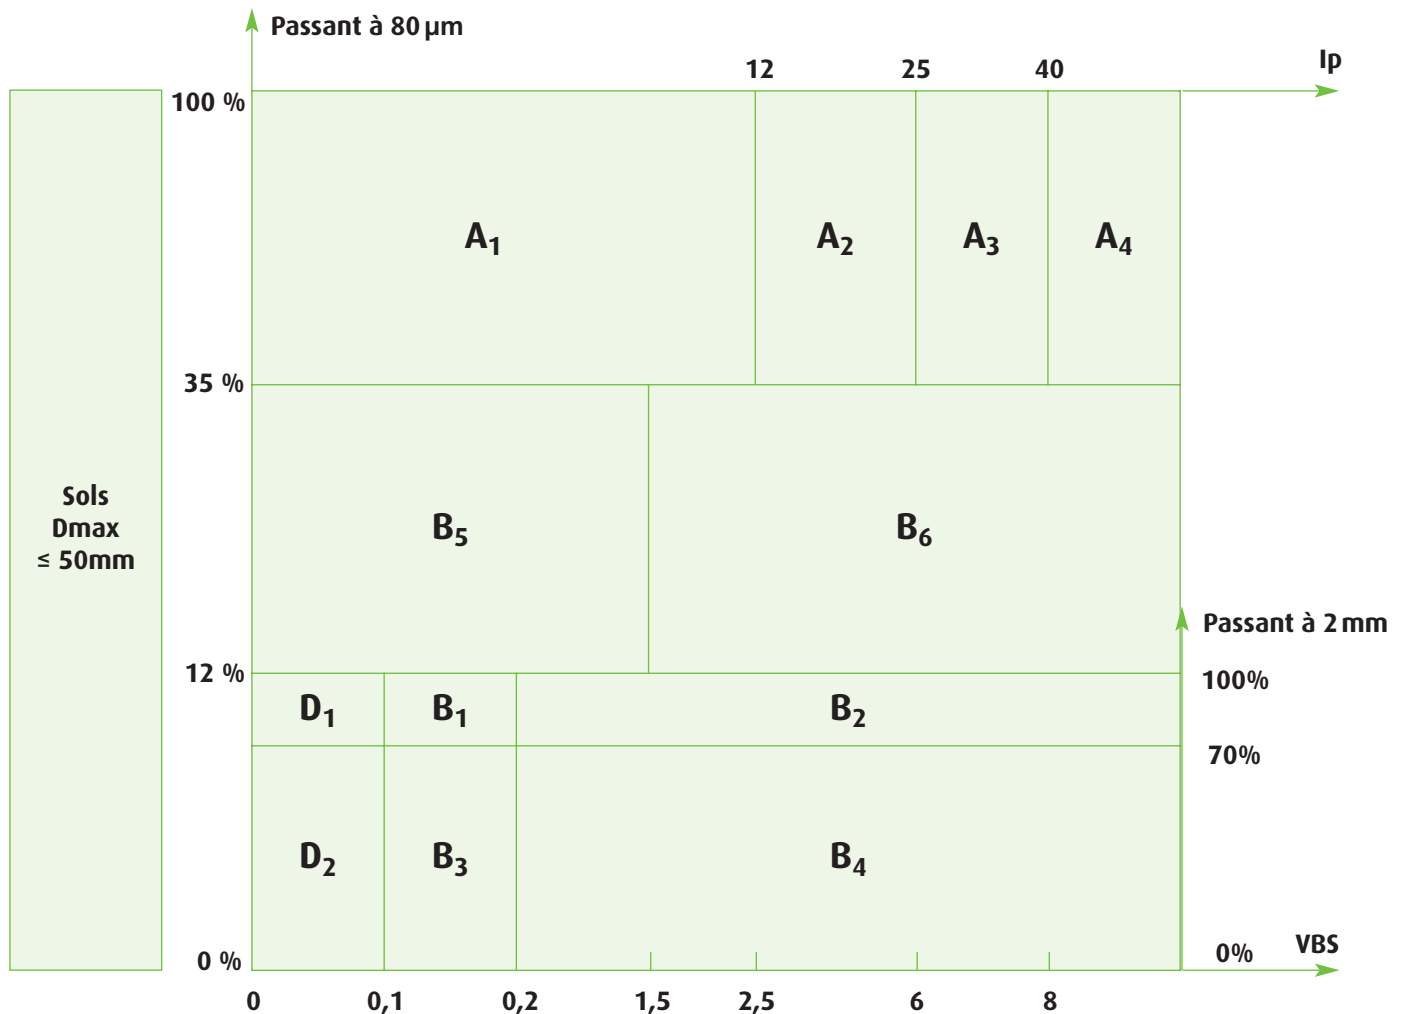 Passant à 80 µm
12 25 40 Ip
100 %
A1 A2 A3 A4
35 %
Sols
Dmax
≤ 50mm
B5 B6
Passant à 2 mm
12 % 100%
D1 B1 B2
70%
D2 B3 B4
0 % 0% VBS
0 0,1 0,2 1,5 2,5 6 8